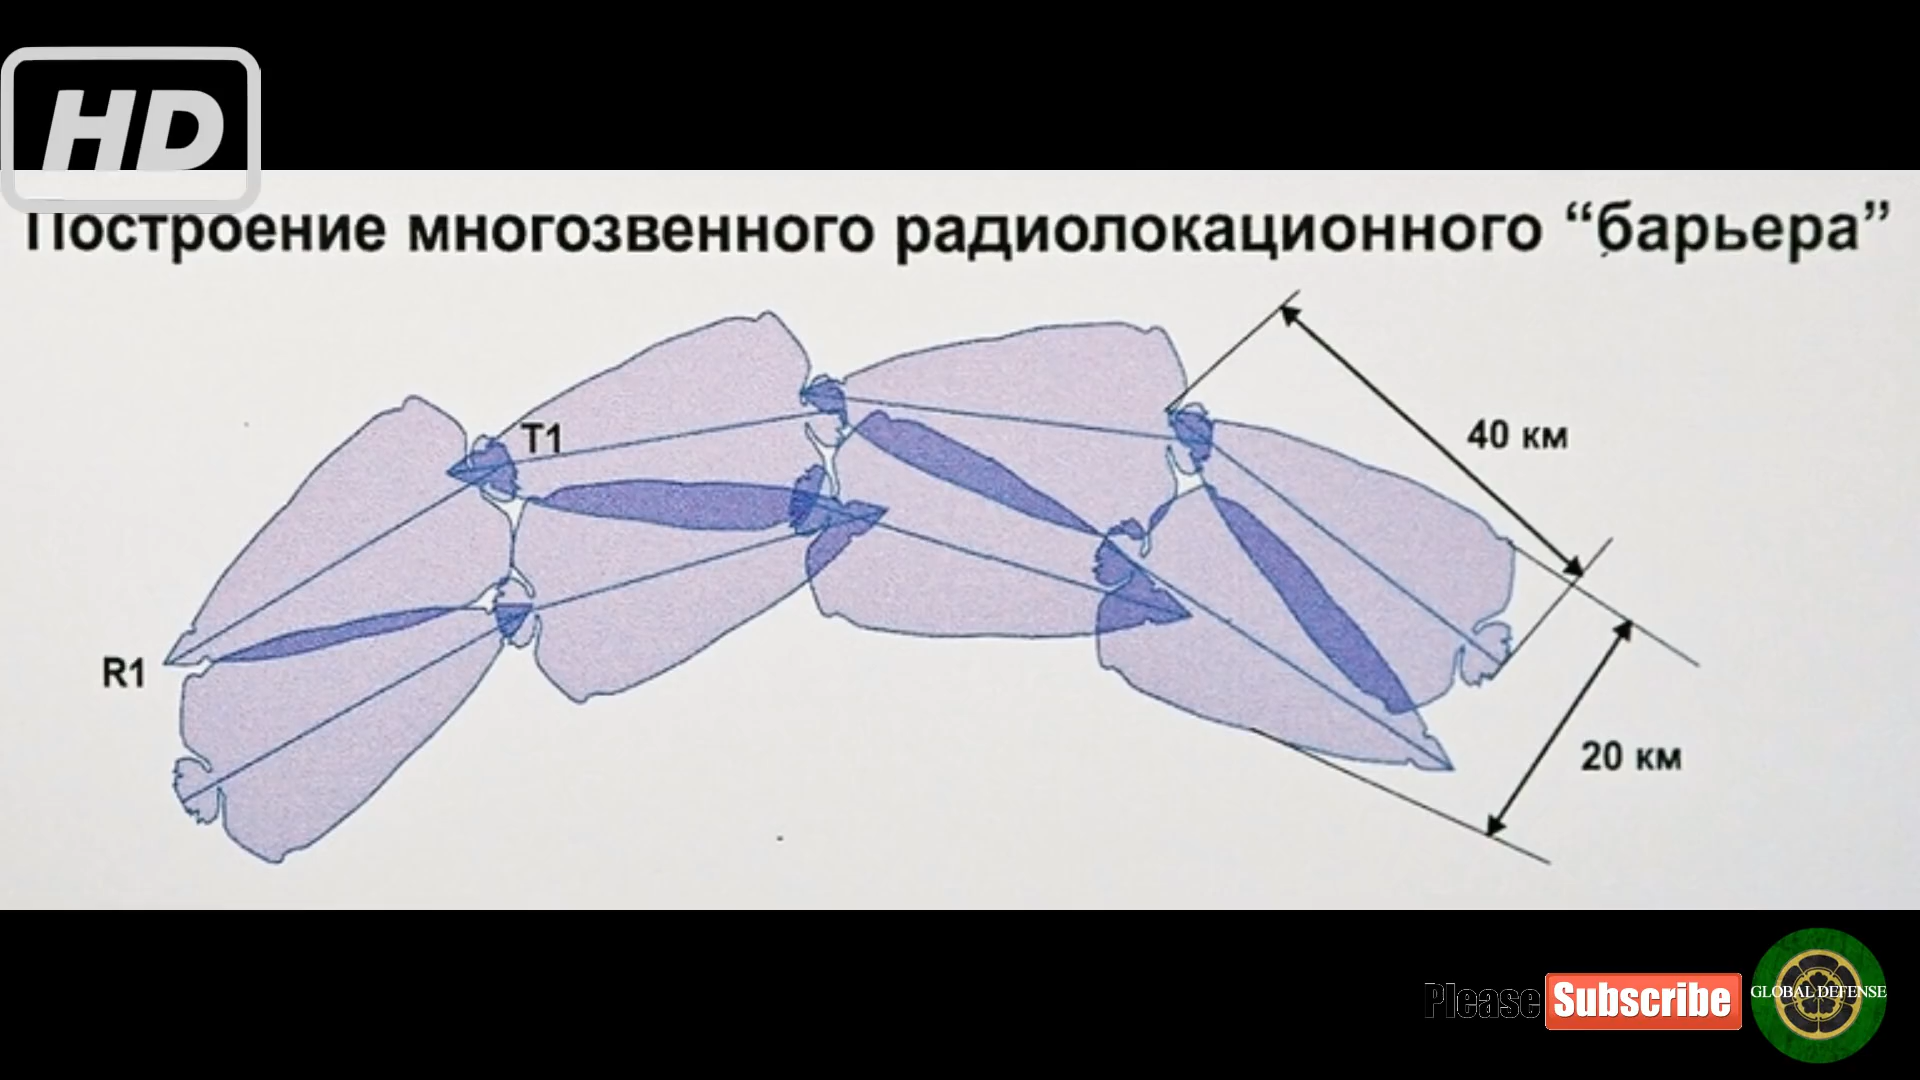 HD
Построение многозвенного радиолокационного “барьера”
T1
40 км
R1
20 км
Please Subscribe
GLOBAL DEFENSE